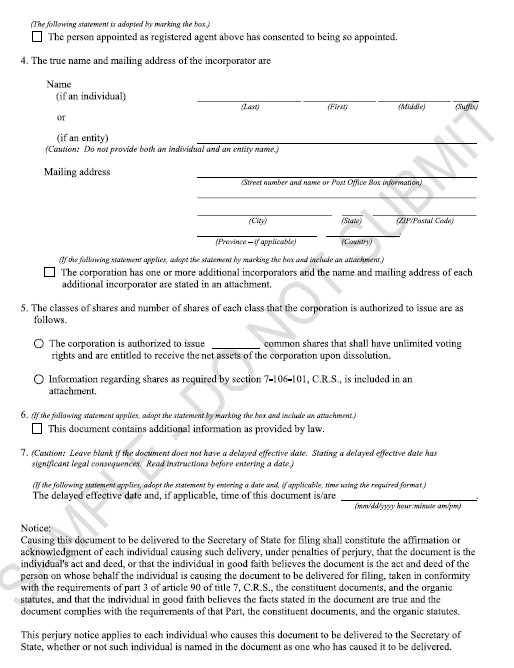 (The following statement is adopted by marking the box.)
The person appointed as registered agent above has consented to being so appointed.
4. The true name and mailing address of the incorporator are
Name
(if an individual)
(Last) (First) (Middle) (Suffix)
or
(if an entity)
(Caution: Do not provide both an individual and an entity name.)
Mailing address
(Street number and name or Post Office Box information)
(City) (State) (ZIP/Postal Code)
(Province – if applicable) (Country)
(If the following statement applies, adopt the statement by marking the box and include an attachment.)
The corporation has one or more additional incorporators and the name and mailing address of each
additional incorporator are stated in an attachment.
5. The classes of shares and number of shares of each class that the corporation is authorized to issue are as
follows.
The corporation is authorized to issue ________ common shares that shall have unlimited voting
rights and are entitled to receive the net assets of the corporation upon dissolution.
Information regarding shares as required by section 7-106-101, C.R.S., is included in an
attachment.
6. (If the following statement applies, adopt the statement by marking the box and include an attachment.)
This document contains additional information as provided by law.
7. (Caution: Leave blank if the document does not have a delayed effective date. Stating a delayed effective date has
significant legal consequences. Read instructions before entering a date.)
(If the following statement applies, adopt the statement by entering a date and, if applicable, time using the required format.)
The delayed effective date and, if applicable, time of this document is/are ________.
(mm/dd/yyyy hour:minute am/pm)
Notice:
Causing this document to be delivered to the Secretary of State for filing shall constitute the affirmation or
acknowledgment of each individual causing such delivery, under penalties of perjury, that the document is the
individual's act and deed, or that the individual in good faith believes the document is the act and deed of the
person on whose behalf the individual is causing the document to be delivered for filing, taken in conformity
with the requirements of part 3 of article 90 of title 7, C.R.S., the constituent documents, and the organic
statutes, and that the individual in good faith believes the facts stated in the document are true and the
document complies with the requirements of that Part, the constituent documents, and the organic statutes.
This perjury notice applies to each individual who causes this document to be delivered to the Secretary of
State, whether or not such individual is named in the document as one who has caused it to be delivered.
SAMPLE – DO NOT SUBMIT